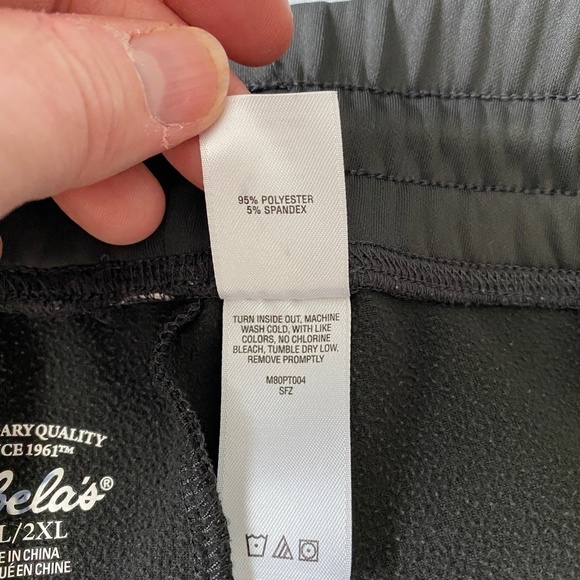 95% POLYESTER
5% SPANDEX
TURN INSIDE OUT, MACHINE
WASH COLD, WITH LIKE
COLORS, NO CHLORINE
BLEACH, TUMBLE DRY LOW,
REMOVE PROMPTLY
M80PT004
SFZ
ARY QUALITY
CE 1961™
bela's®
L/2XL
E IN CHINA
QUÉ EN CHINE